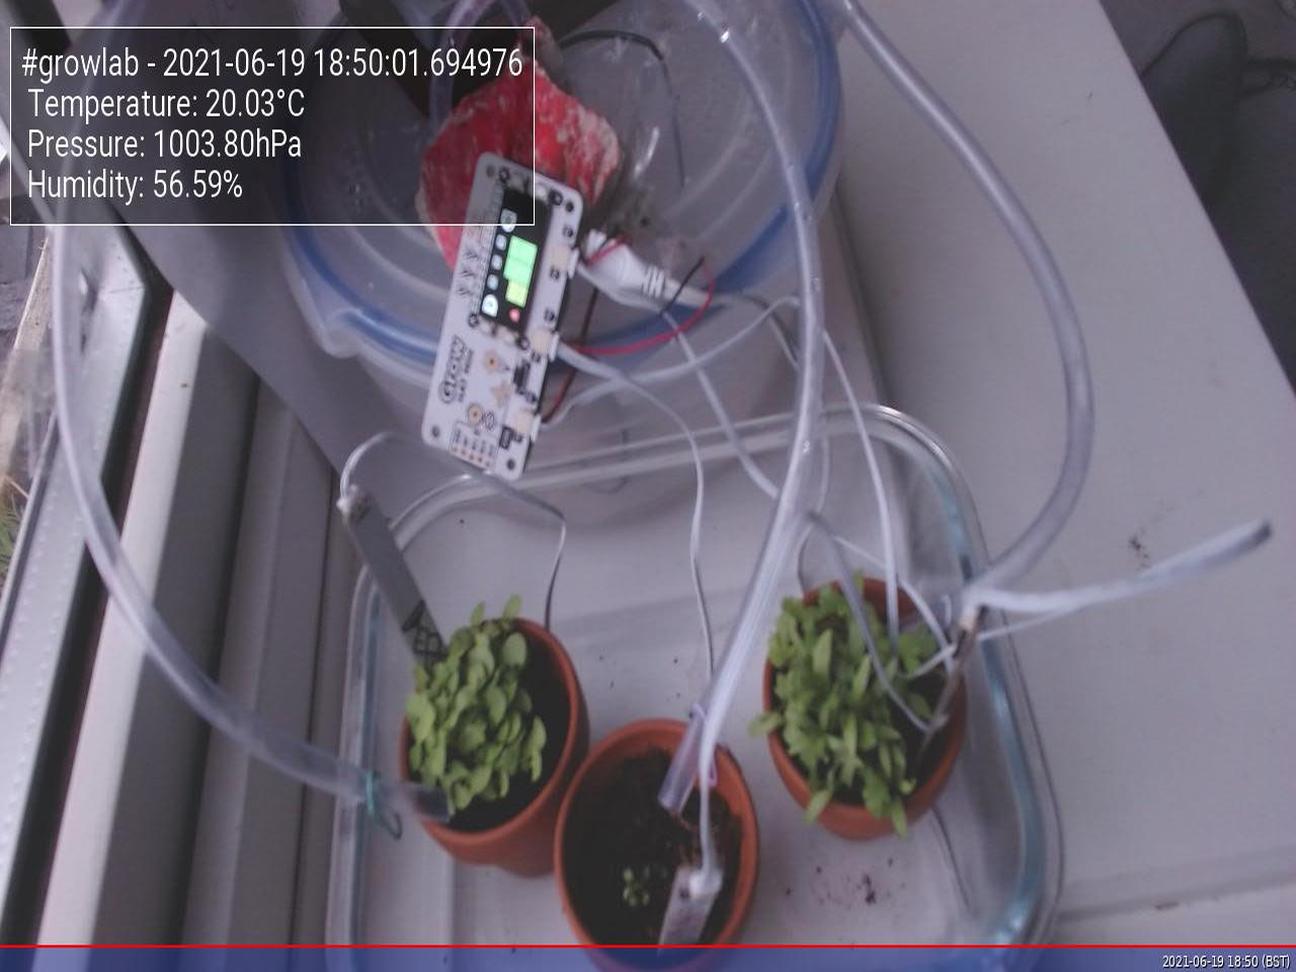 #growlab - 2021-06-19 18:50:01.694976
Temperature: 20.03°C
Pressure: 1003.80hPa
Humidity: 56.59%
Grow
2021-06-19 18:50 (BST)